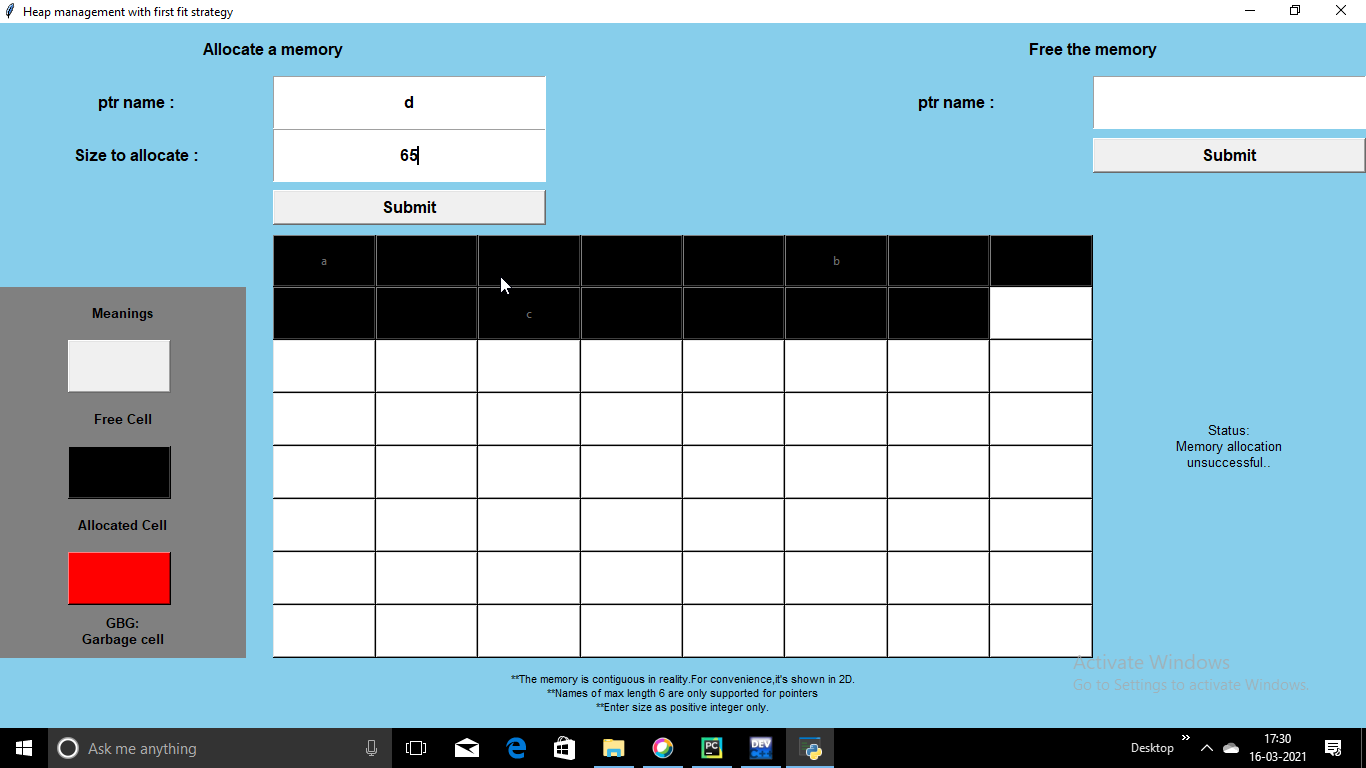 Heap management with first fit strategy
Allocate a memory
Free the memory
ptr name :
d
ptr name :
Size to allocate :
65
Submit
Submit
a
b
c
Meanings
Free Cell
Allocated Cell
GBG:
Garbage cell
Status:
Memory allocation
unsuccessful..
**The memory is contiguous in reality.For convenience,it's shown in 2D.
**Names of max length 6 are only supported for pointers
**Enter size as positive integer only.
Activate Windows
Go to Settings to activate Windows.
Ask me anything
PC
DEV
Desktop
17:30
16-03-2021